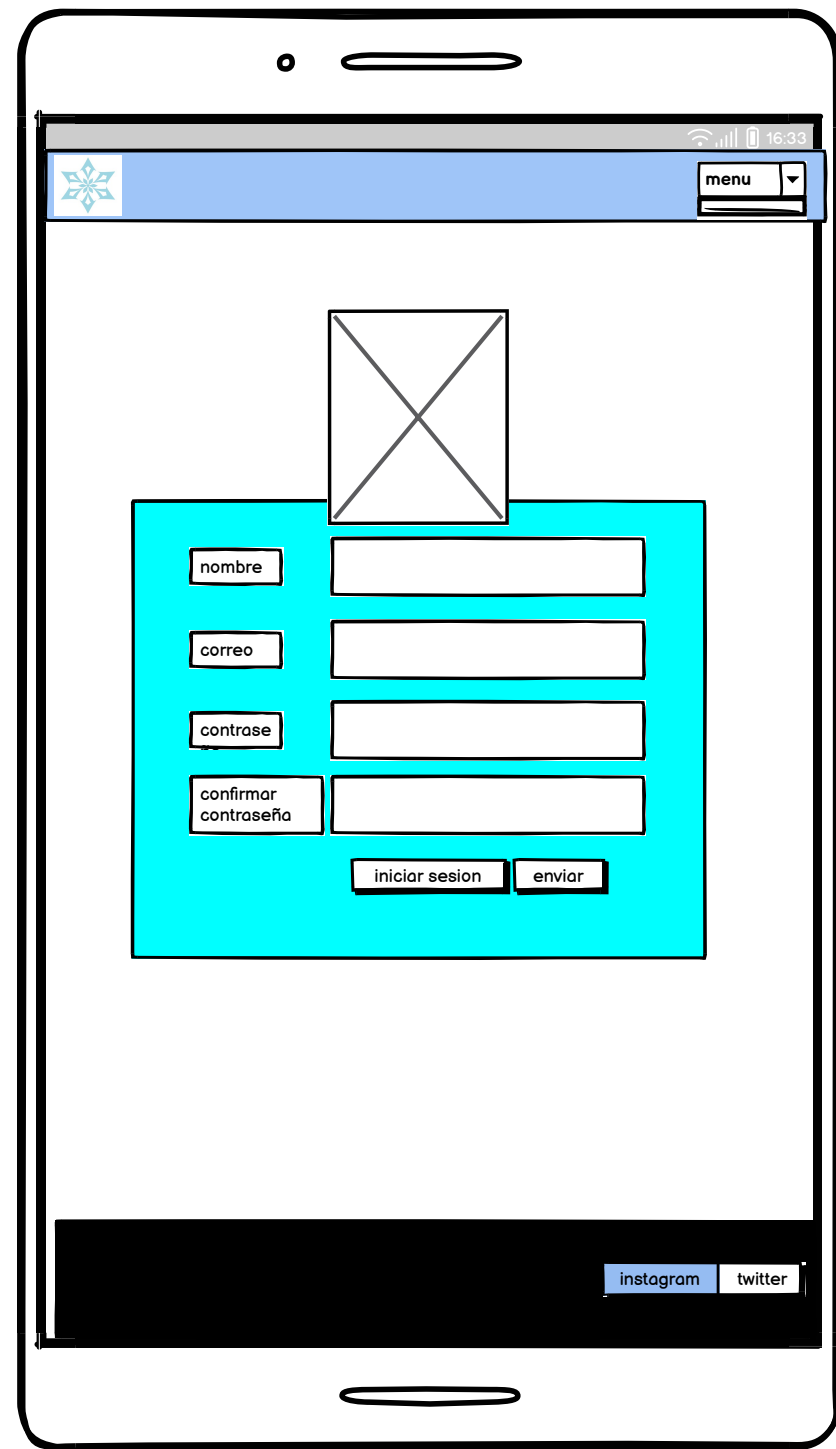 16:33
menu
nombre
correo
contrase
confirmar
contraseña
iniciar sesion
enviar
instagram
twitter